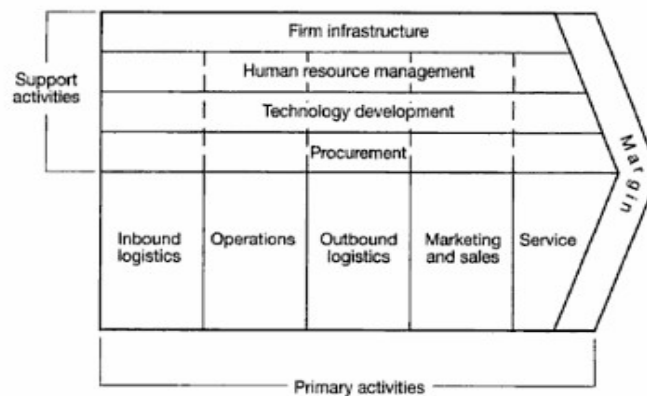 Firm infrastructure
Support
activities
Human resource management
Technology development
Procurement
Margin
Inbound
logistics
Operations
Outbound
logistics
Marketing
and sales
Service
Primary activities